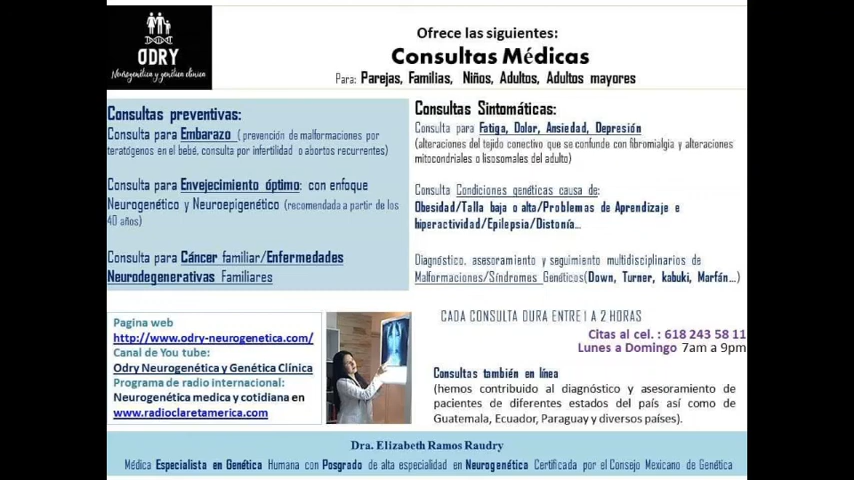 ODRY
Neurogenética y genética clínica
Ofrece las siguientes:
Consultas Médicas
Para: Parejas, Familias, Niños, Adultos, Adultos mayores
Consultas preventivas:
Consulta para Embarazo ( prevención de malformaciones por
teratógenos en el bebé, consulta por infertilidad o abortos recurrentes)
Consulta para Envejecimiento óptimo: con enfoque
Neurogenético y Neuroepigenético (recomendada a partir de los
40 años)
Consulta para Cáncer familiar/Enfermedades
Neurodegenerativas Familiares
Consultas Sintomáticas:
Consulta para Fatiga, Dolor, Ansiedad, Depresión
(alteraciones del tejido conectivo que se confunde con fibromialgia y alteraciones
mitocondriales o lisosomales del adulto)
Consulta Condiciones genéticas causa de:
Obesidad/Talla baja o alta/Problemas de Aprendizaje e
hiperactividad/Epilepsia/Distonía...
Diagnóstico, asesoramiento y seguimiento multidisciplinarios de
Malformaciones/Síndromes Genéticos(Down, Turner, kabuki, Marfán...)
CADA CONSULTA DURA ENTRE 1 A 2 HORAS
Citas al cel. : 618 243 58 11
Lunes a Domingo 7am a 9pm
Pagina web
http://www.odry-neurogenetica.com/
Canal de You tube:
Odry Neurogenética y Genética Clínica
Programa de radio internacional:
Neurogenética medica y cotidiana en
www.radioclaretamerica.com
Consultas también en línea
(hemos contribuido al diagnóstico y asesoramiento de
pacientes de diferentes estados del país así como de
Guatemala, Ecuador, Paraguay y diversos países).
Dra. Elizabeth Ramos Raudry
Médica Especialista en Genética Humana con Posgrado de alta especialidad en Neurogenética Certificada por el Consejo Mexicano de Genética